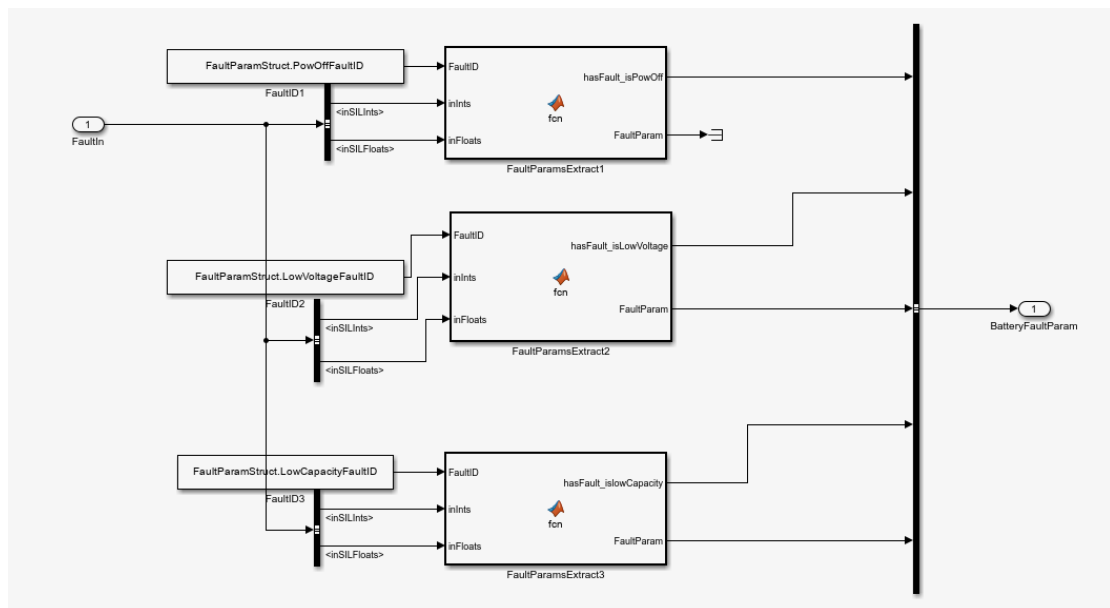 FaultParamStruct.PowOffFaultID
FaultID1
1
FaultIn
<inSILInts>
<inSILFloats>
FaultID
inInts
inFloats
fcn
hasFault_isPowOff
FaultParam
FaultParamsExtract1
FaultParamStruct.LowVoltageFaultID
FaultID2
<inSILInts>
<inSILFloats>
FaultID
inInts
inFloats
fcn
hasFault_isLowVoltage
FaultParam
FaultParamsExtract2
1
BatteryFaultParam
FaultParamStruct.LowCapacityFaultID
FaultID3
<inSILInts>
<inSILFloats>
FaultID
inInts
inFloats
fcn
hasFault_islowCapacity
FaultParam
FaultParamsExtract3